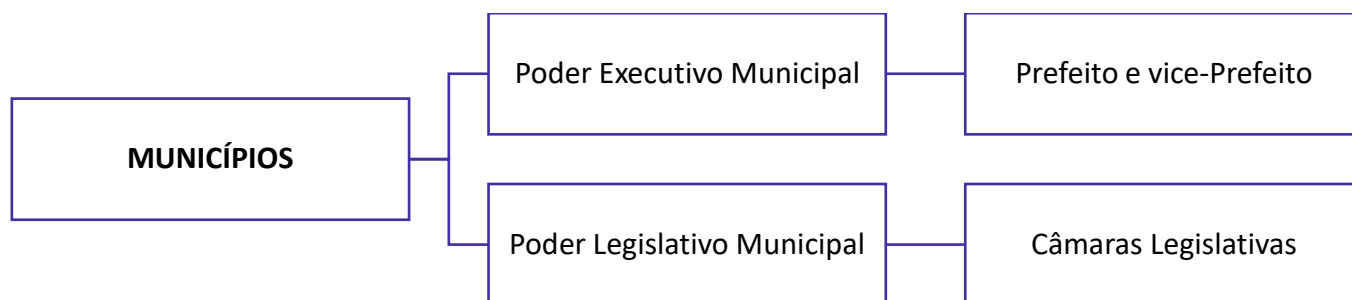 Poder Executivo Municipal
Prefeito e vice-Prefeito
MUNICÍPIOS
Poder Legislativo Municipal
Câmaras Legislativas